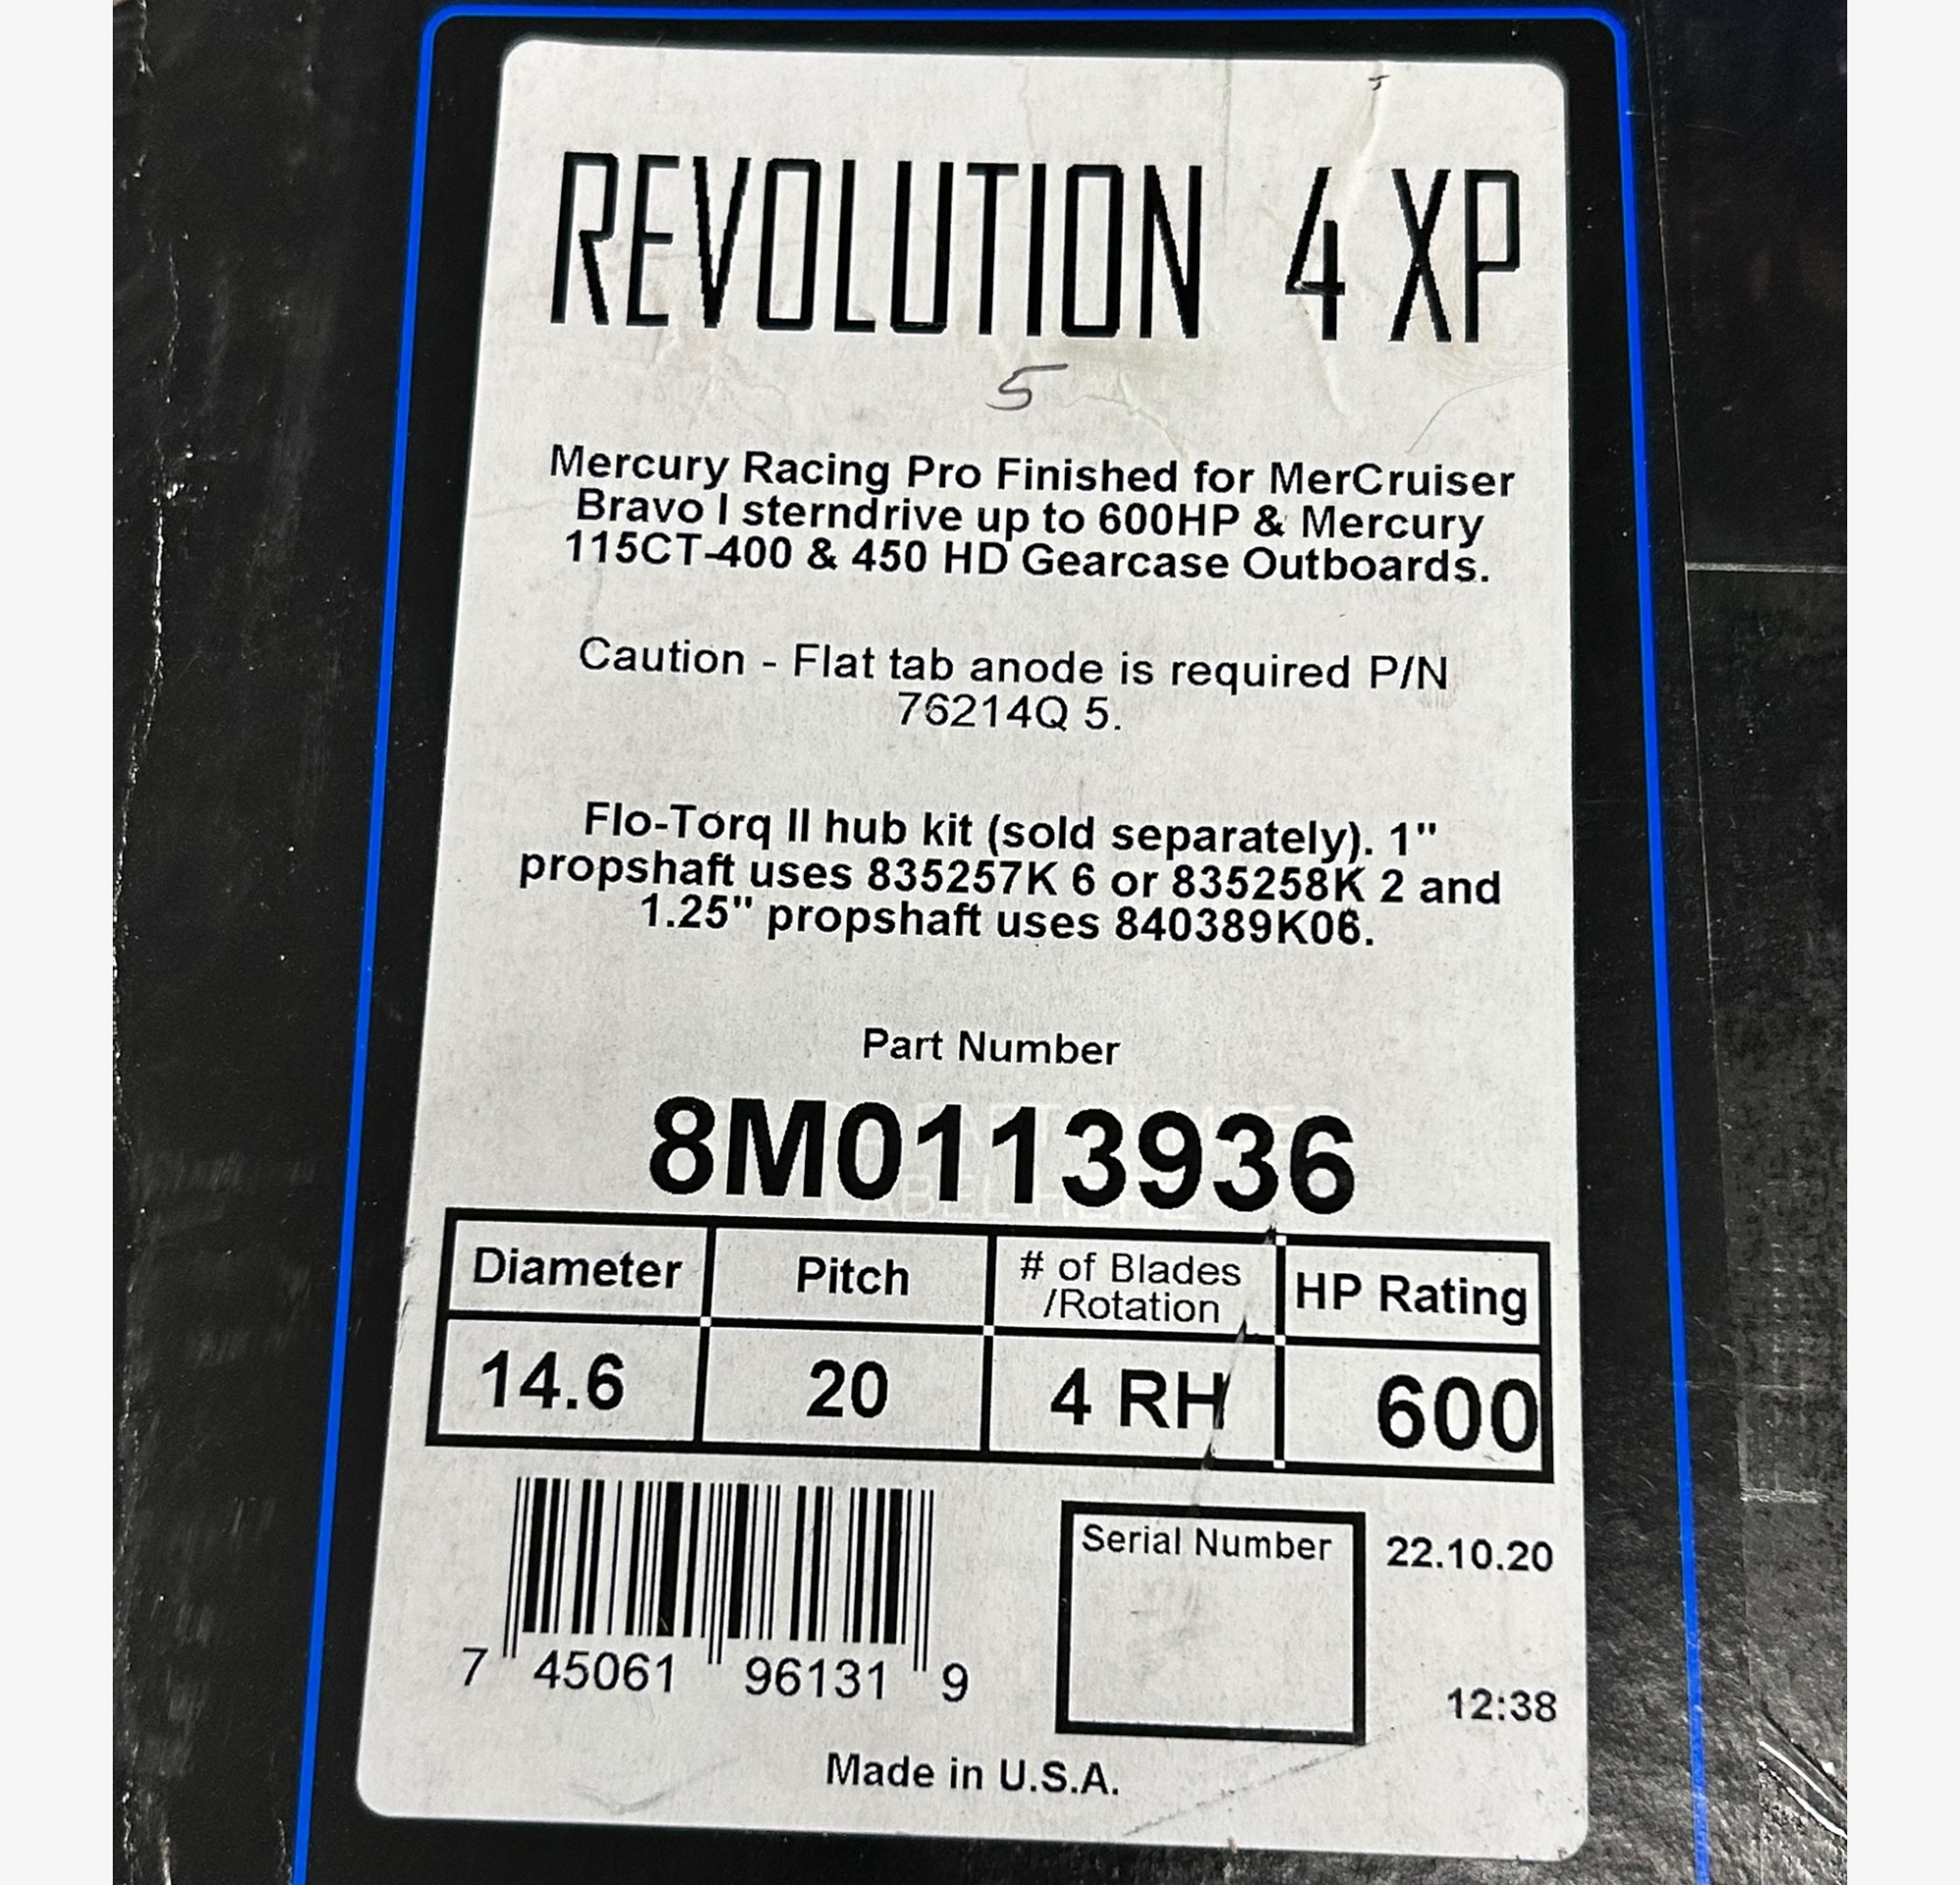 REVOLUTION 4 XP
5
Mercury Racing Pro Finished for MerCruiser
Bravo I sterndrive up to 600HP & Mercury
115CT-400 & 450 HD Gearcase Outboards.
Caution - Flat tab anode is required P/N
76214Q 5.
Flo-Torq II hub kit (sold separately). 1"
propshaft uses 835257K 6 or 835258K 2 and
1.25" propshaft uses 840389K06.
Part Number
8M0113936
Diameter Pitch # of Blades /Rotation HP Rating
14.6 20 4 RH 600
Serial Number
22.10.20
7 45061 96131 9
12:38
Made in U.S.A.